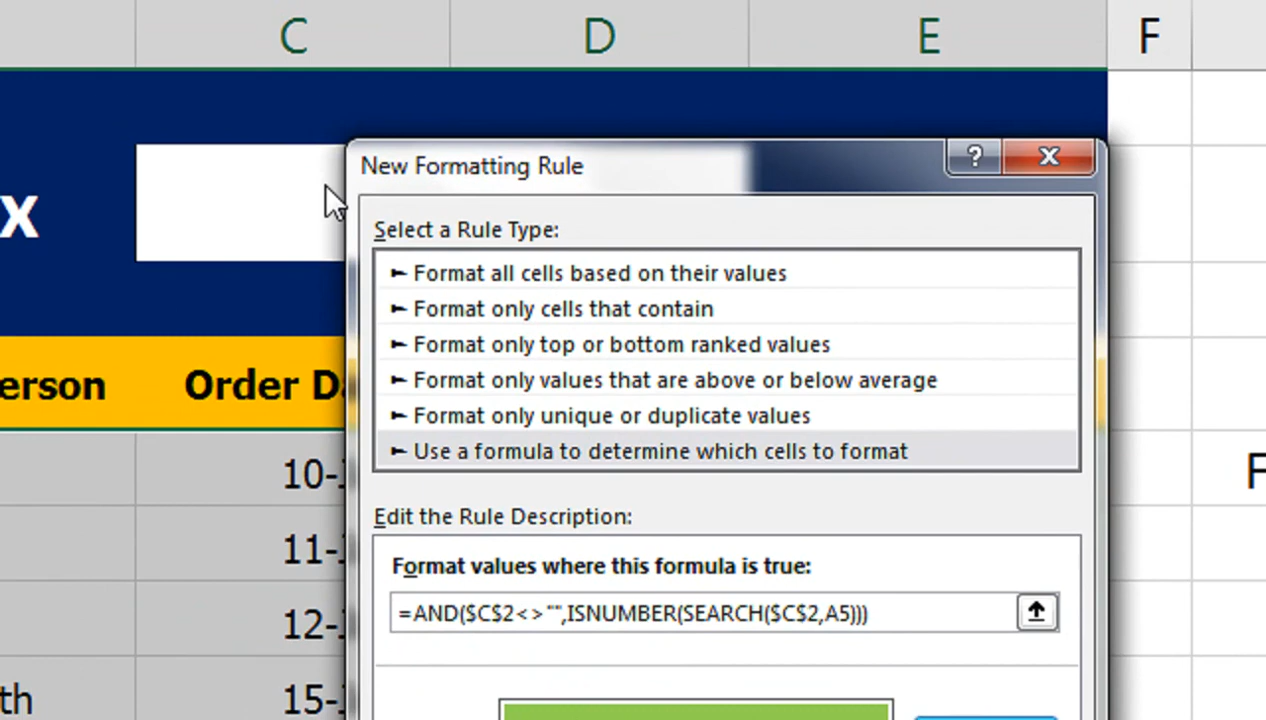 C D E F
New Formatting Rule
?
x
Select a Rule Type:
Format all cells based on their values
Format only cells that contain
Format only top or bottom ranked values
Format only values that are above or below average
Format only unique or duplicate values
Use a formula to determine which cells to format
erson Order Da
10-J
11-J
12-J
th 15-J
F
Edit the Rule Description:
Format values where this formula is true:
=AND($C$2<>"",ISNUMBER(SEARCH($C$2,A5)))